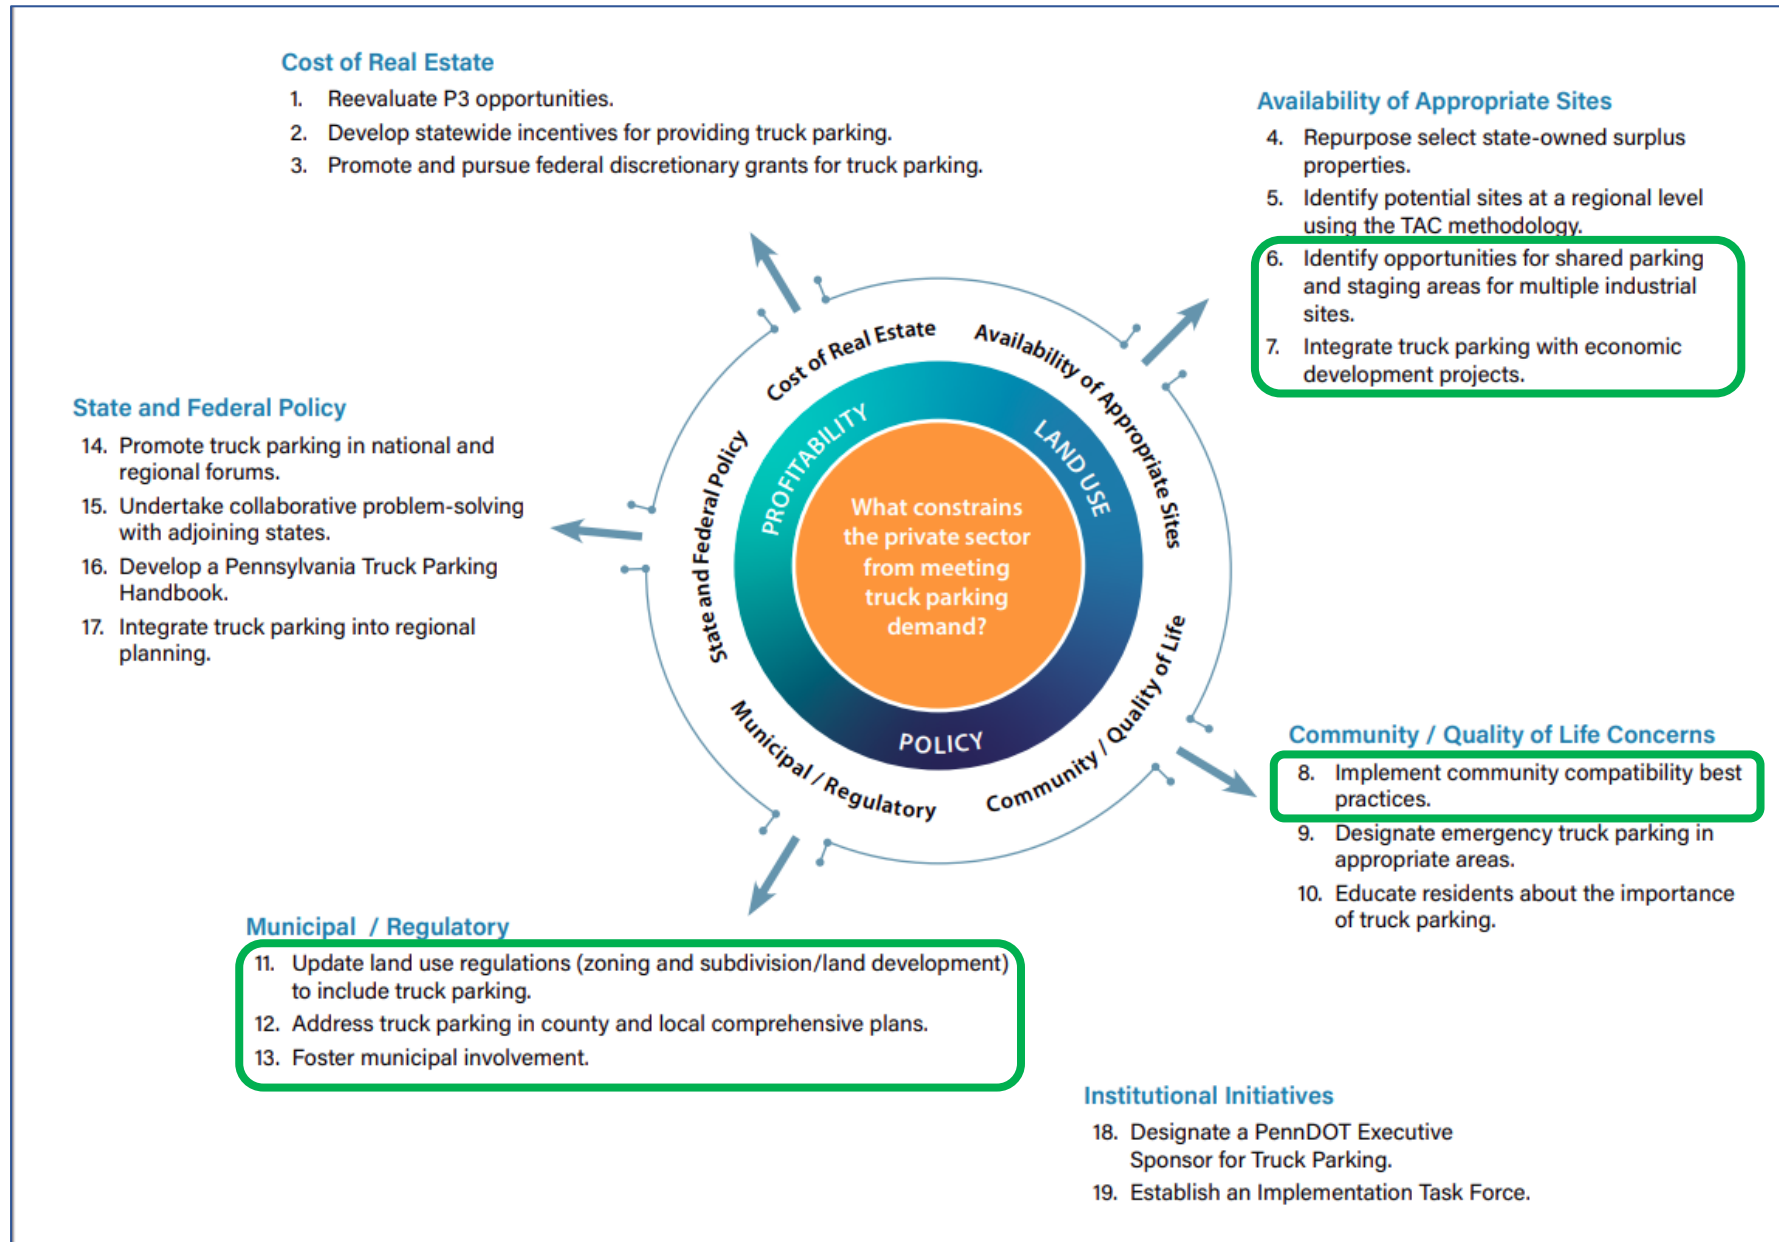 Cost of Real Estate
1. Reevaluate P3 opportunities.
2. Develop statewide incentives for providing truck parking.
3. Promote and pursue federal discretionary grants for truck parking.
Availability of Appropriate Sites
4. Repurpose select state-owned surplus
properties.
5. Identify potential sites at a regional level
using the TAC methodology.
6. Identify opportunities for shared parking
and staging areas for multiple industrial
sites.
7. Integrate truck parking with economic
development projects.
State and Federal Policy
14. Promote truck parking in national and
regional forums.
15. Undertake collaborative problem-solving
with adjoining states.
16. Develop a Pennsylvania Truck Parking
Handbook.
17. Integrate truck parking into regional
planning.
Cost of Real Estate
Availability of Appropriate Sites
State and Federal Policy
PROFITABILITY
LAND USE
What constrains
the private sector
from meeting
truck parking
demand?
POLICY
Municipal / Regulatory
Community / Quality of Life
Community / Quality of Life Concerns
8. Implement community compatibility best
practices.
9. Designate emergency truck parking in
appropriate areas.
10. Educate residents about the importance
of truck parking.
Municipal / Regulatory
11. Update land use regulations (zoning and subdivision/land development)
to include truck parking.
12. Address truck parking in county and local comprehensive plans.
13. Foster municipal involvement.
Institutional Initiatives
18. Designate a PennDOT Executive
Sponsor for Truck Parking.
19. Establish an Implementation Task Force.